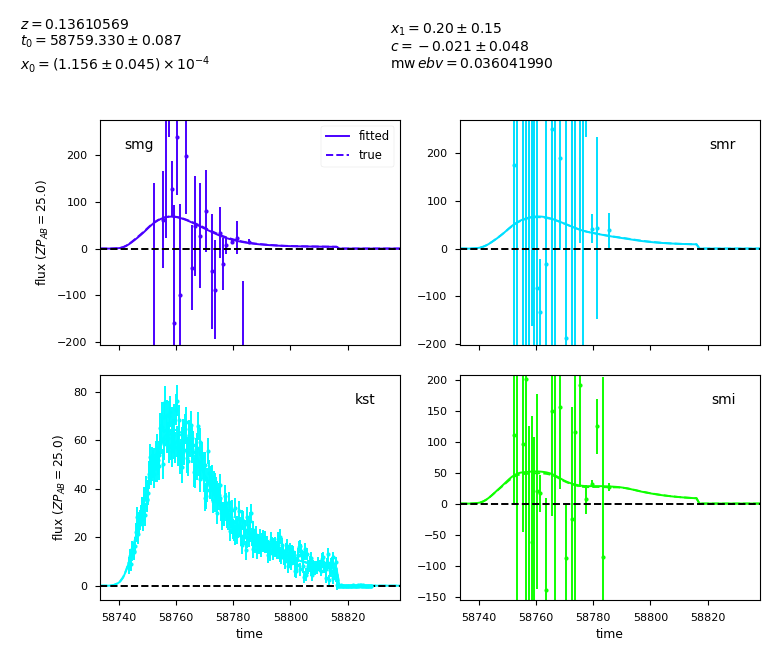 z = 0.13610569
t₀ = 58759.330 ± 0.087
x₀ = (1.156 ± 0.045) × 10⁻⁴
x₁ = 0.20 ± 0.15
c = −0.021 ± 0.048
mw ebv = 0.036041990
smg
fitted
true
200
100
0
−100
−200
flux (ZP_AB = 25.0)
smr
200
100
0
−100
−200
kst
80
60
40
20
0
flux (ZP_AB = 25.0)
58740 58760 58780 58800 58820
time
smi
200
150
100
50
0
−50
−100
−150
58740 58760 58780 58800 58820
time